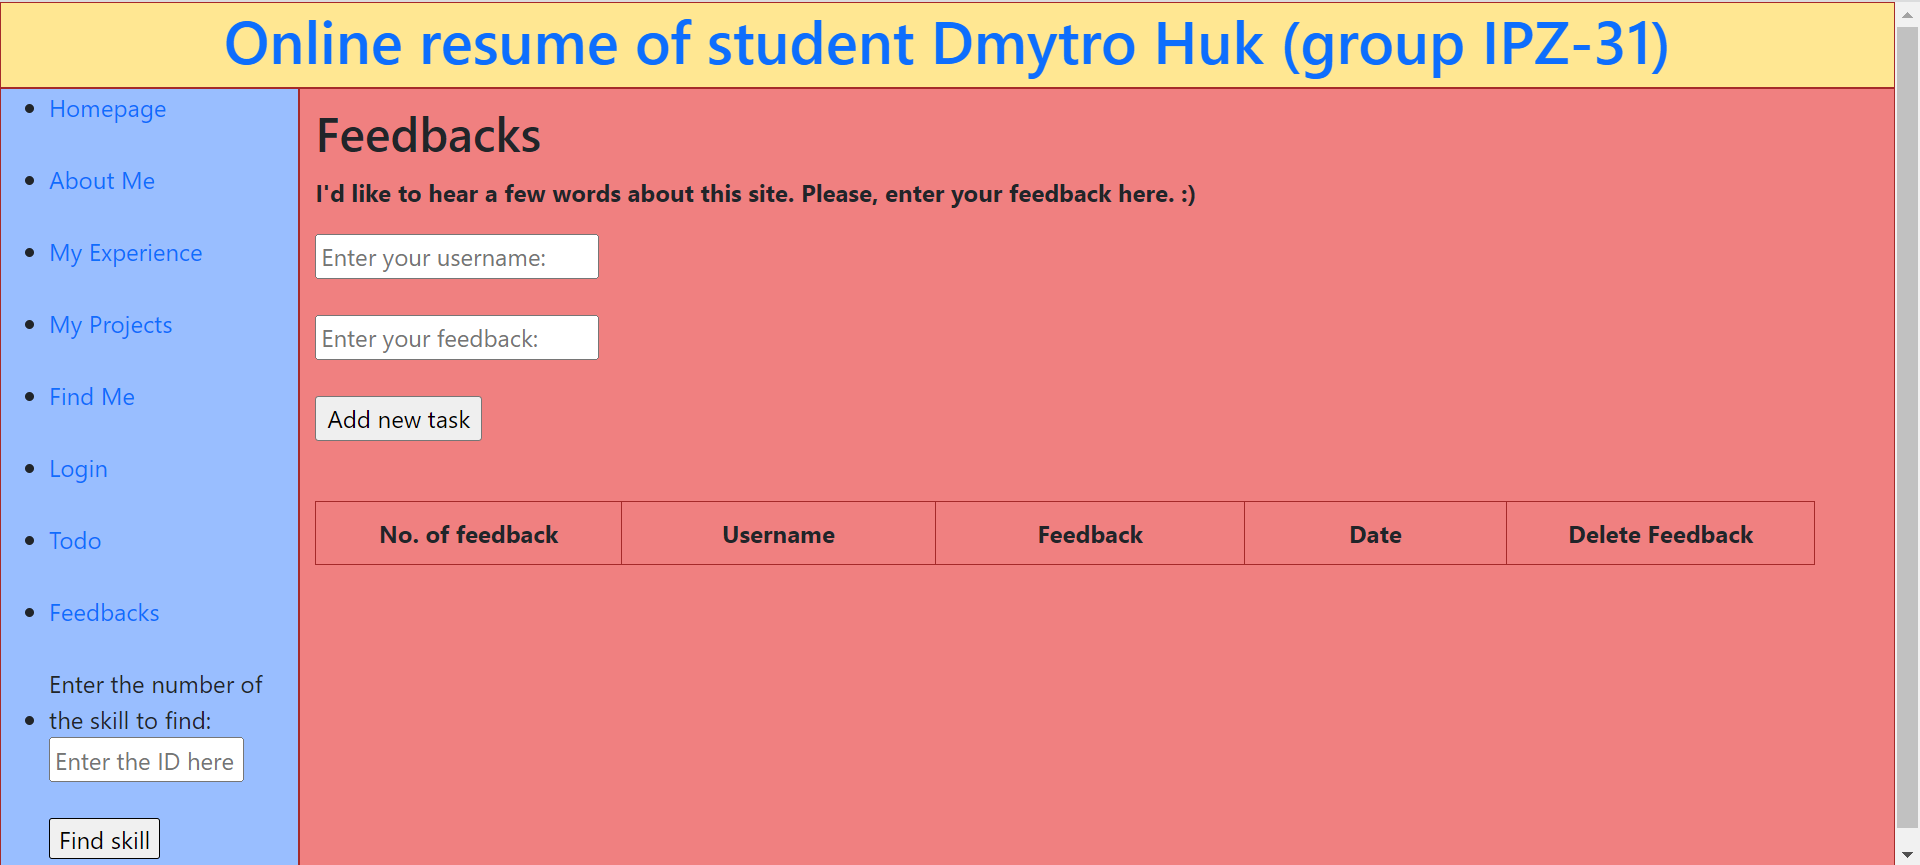 Online resume of student Dmytro Huk (group IPZ-31)
Homepage
About Me
My Experience
My Projects
Find Me
Login
Todo
Feedbacks
Enter the number of
the skill to find:
Enter the ID here
Find skill
Feedbacks
I'd like to hear a few words about this site. Please, enter your feedback here. :)
Enter your username:
Enter your feedback:
Add new task
No. of feedback Username Feedback Date Delete Feedback